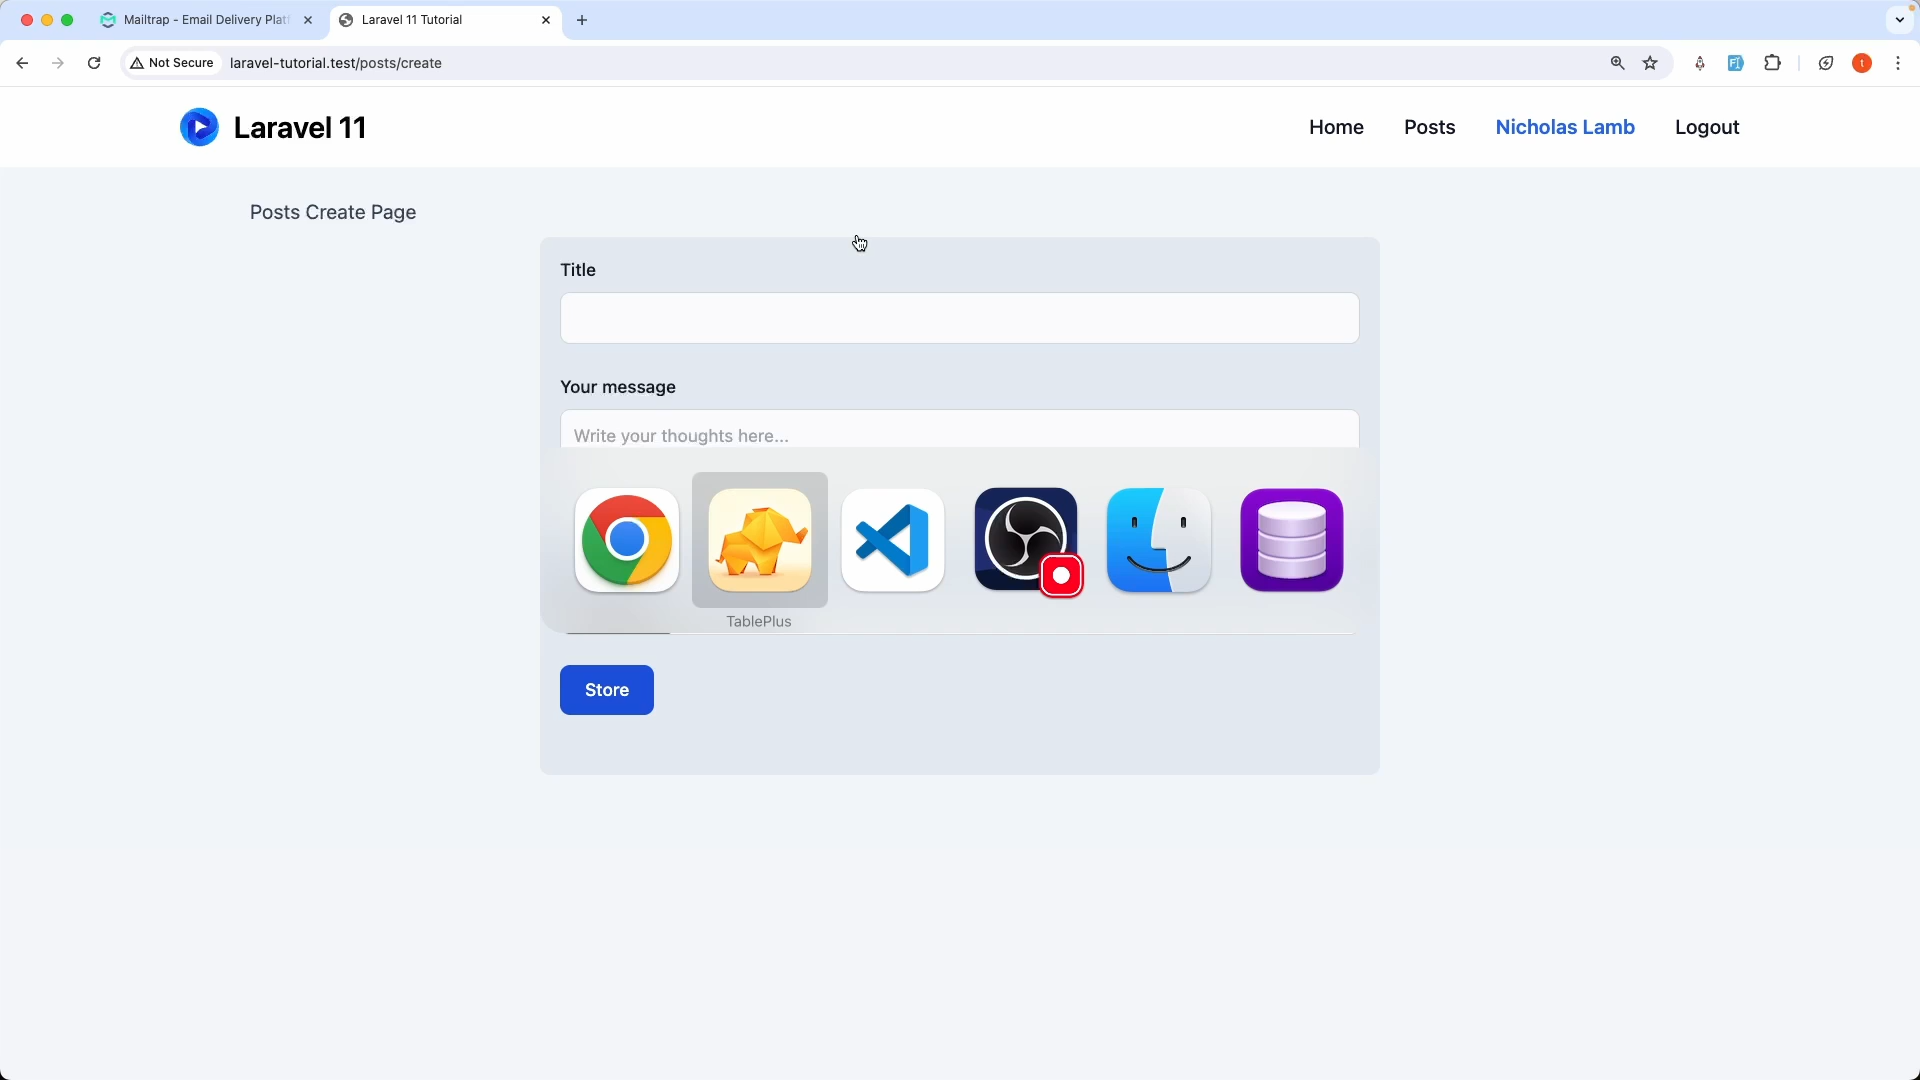 Mailtrap - Email Delivery Plat
Laravel 11 Tutorial
Not Secure
laravel-tutorial.test/posts/create
t
Laravel 11
Home
Posts
Nicholas Lamb
Logout
Posts Create Page
Title
Your message
Write your thoughts here...
TablePlus
Store